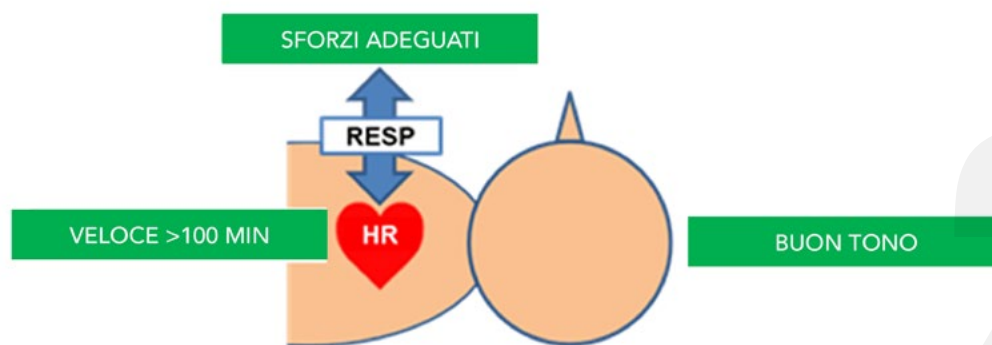 SFORZI ADEGUATI
RESP
VELOCE >100 MIN
HR
BUON TONO